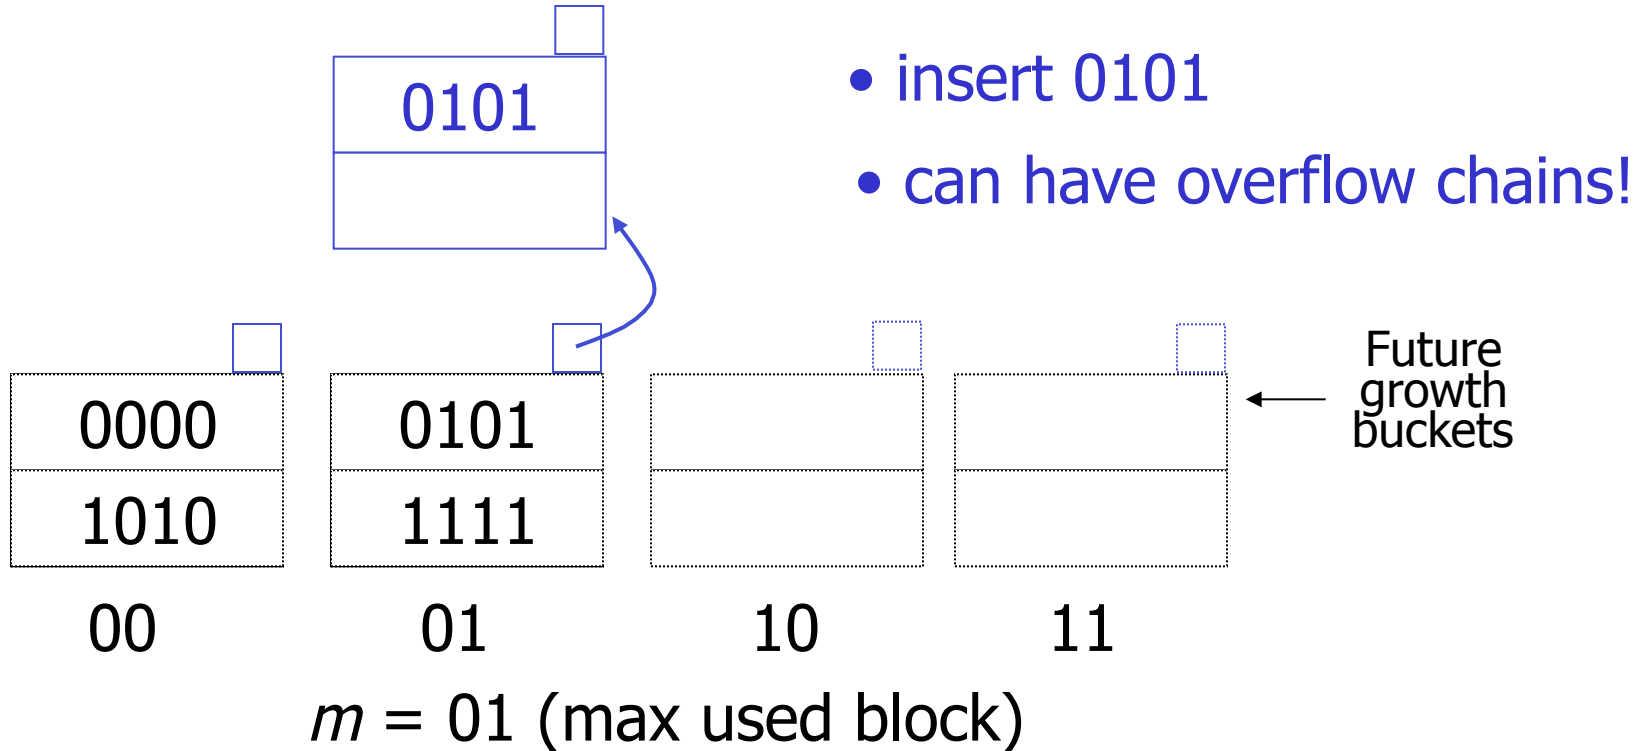 0101
• insert 0101
• can have overflow chains!
Future
growth
buckets
0000
0101
1010
1111
00
01
10
11
m = 01 (max used block)